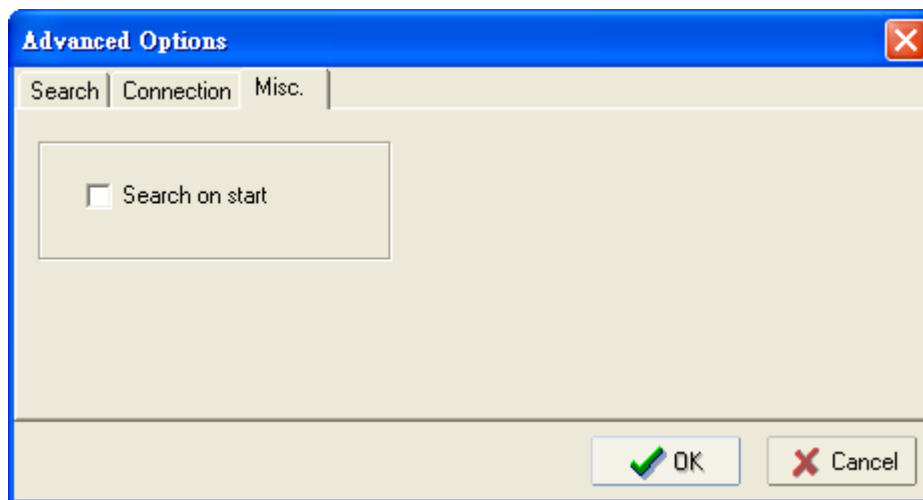 Advanced Options
Search Connection Misc.
Search on start
OK Cancel